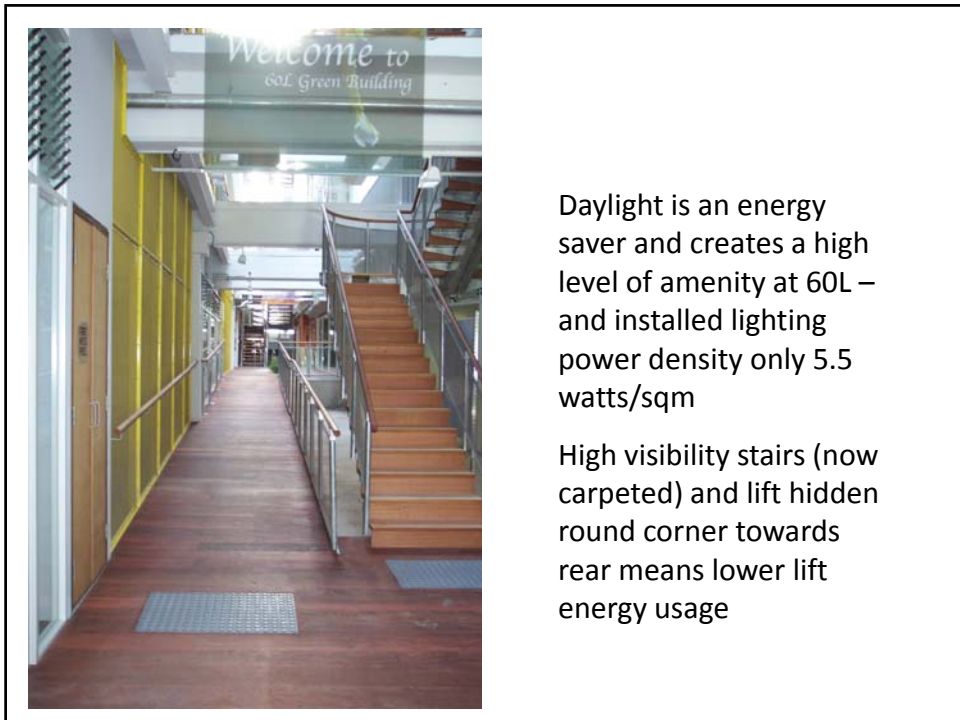 Welcome to
60L Green Building
Daylight is an energy
saver and creates a high
level of amenity at 60L –
and installed lighting
power density only 5.5
watts/sqm
High visibility stairs (now
carpeted) and lift hidden
round corner towards
rear means lower lift
energy usage